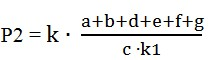 P2 = k · a+b+d+e+f+g
c ·k1